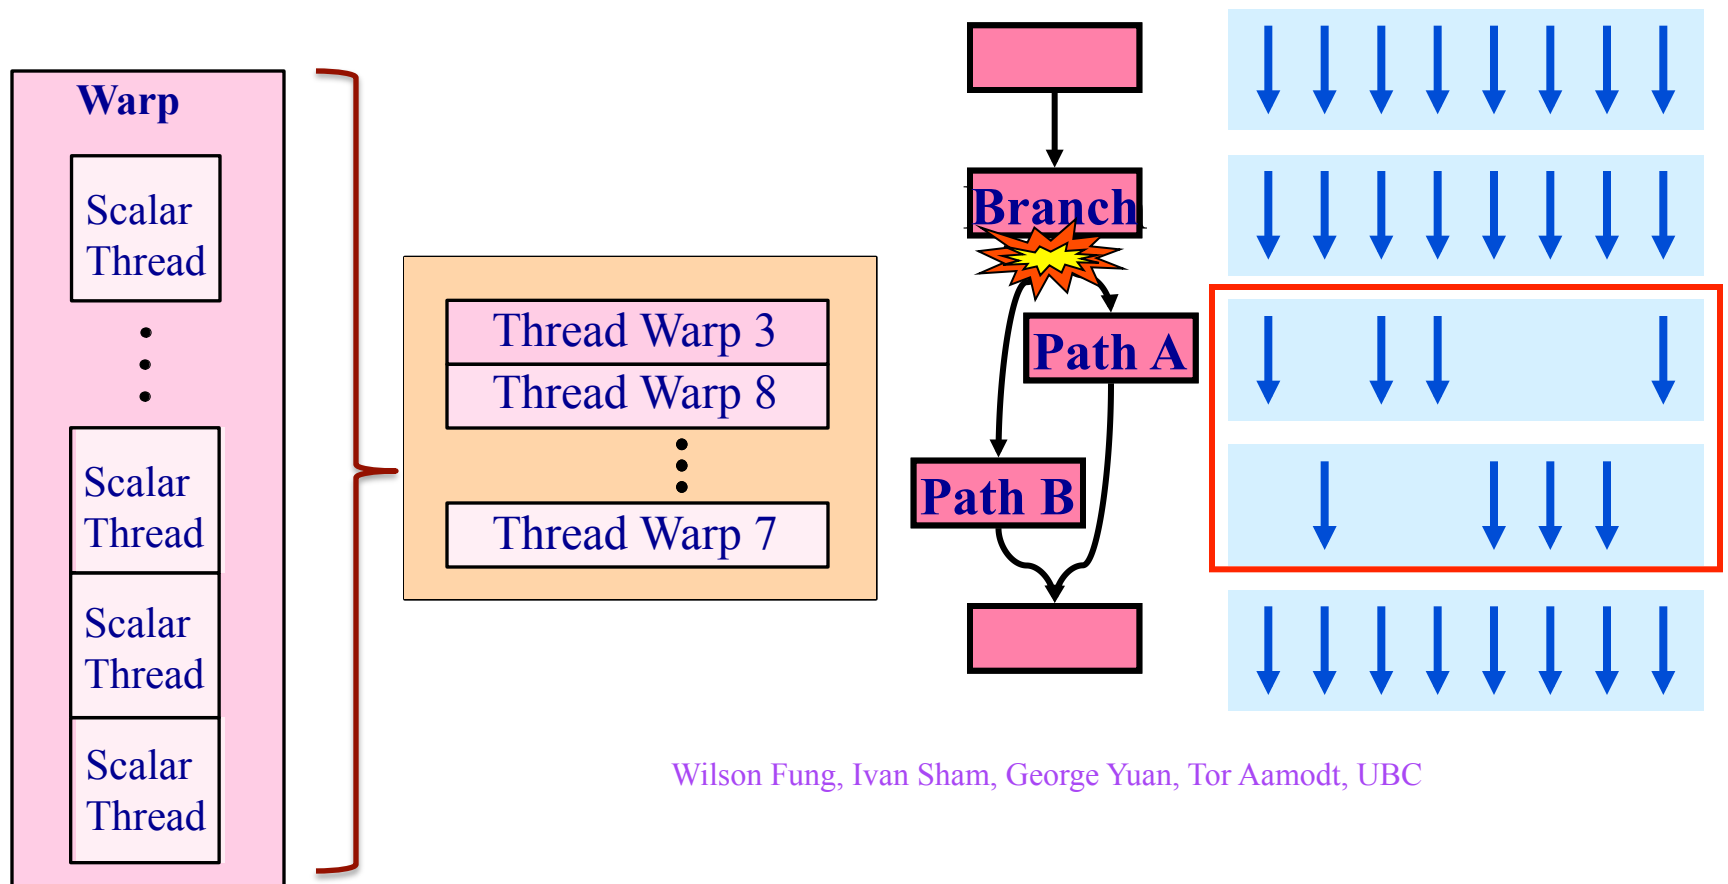 Warp
Scalar
Thread
Scalar
Thread
Scalar
Thread
Scalar
Thread
Thread Warp 3
Thread Warp 8
Thread Warp 7
Branch
Path A
Path B
Wilson Fung, Ivan Sham, George Yuan, Tor Aamodt, UBC